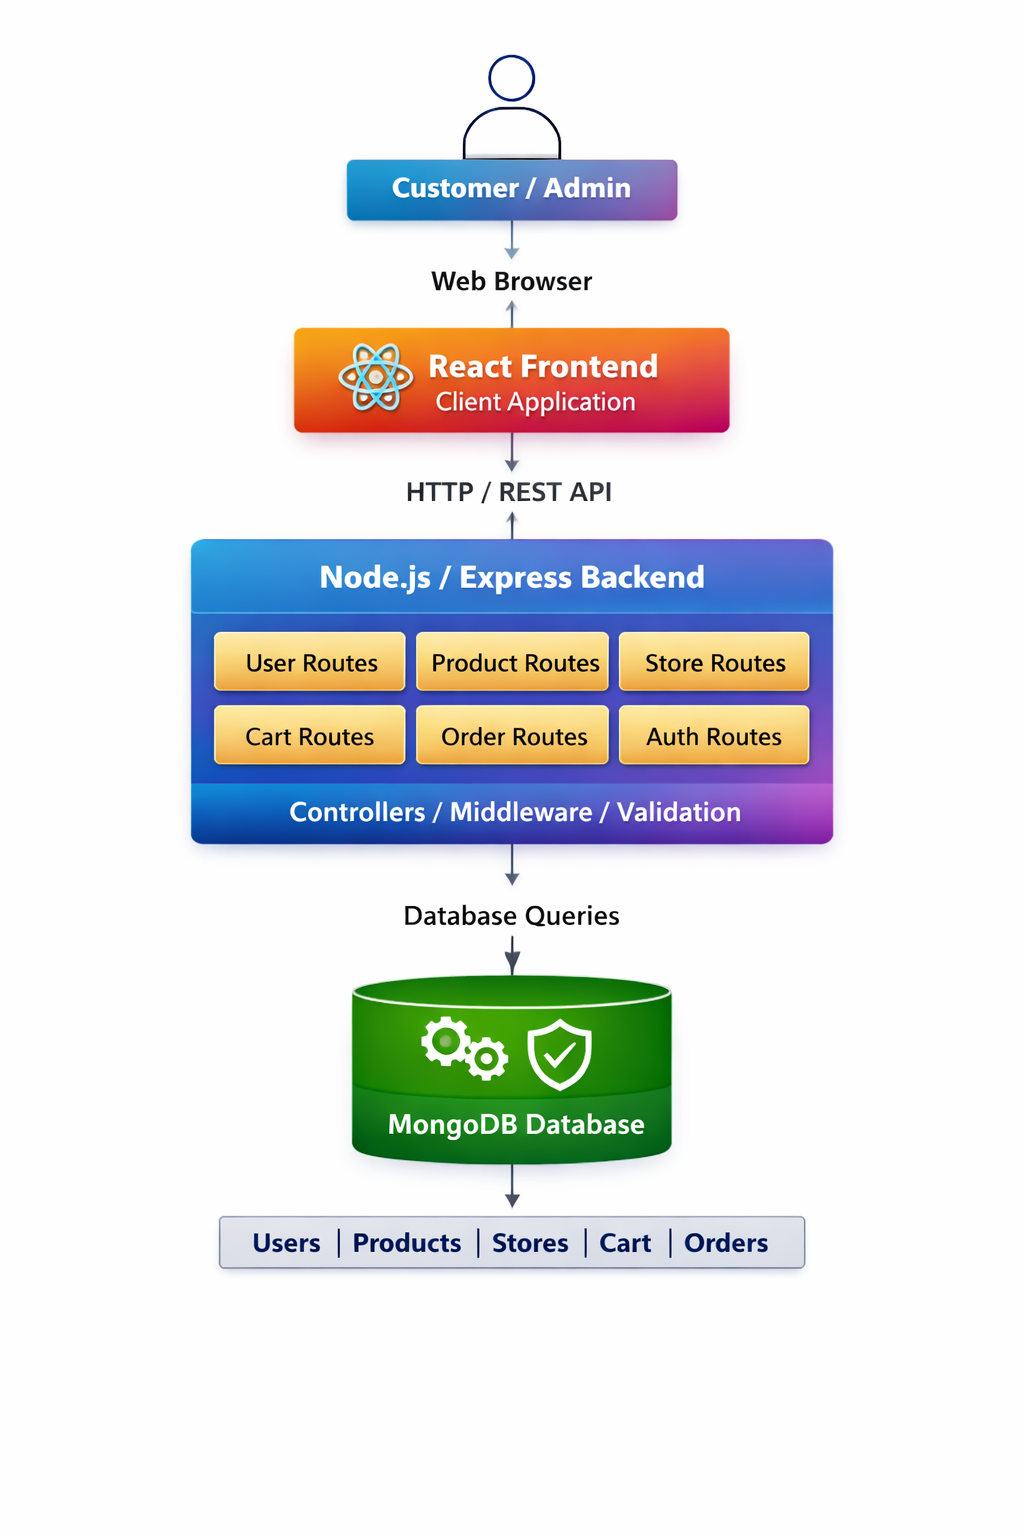 Customer / Admin
Web Browser
React Frontend
Client Application
HTTP / REST API
Node.js / Express Backend
User Routes
Product Routes
Store Routes
Cart Routes
Order Routes
Auth Routes
Controllers / Middleware / Validation
Database Queries
MongoDB Database
Users | Products | Stores | Cart | Orders